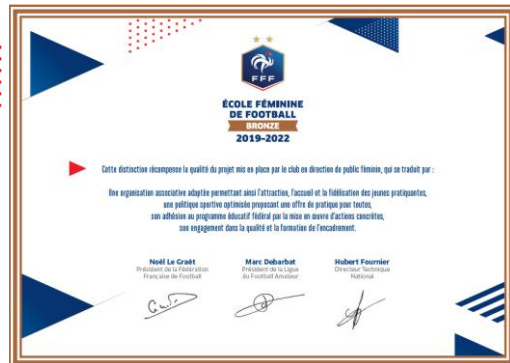 FFF
ÉCOLE FÉMININE
DE FOOTBALL
BRONZE
2019-2022
Cette distinction récompense la qualité du projet mis en place par le club en direction du public féminin, qui se traduit par :
Une organisation associative adaptée permettant ainsi l'attraction, l'accueil et la fidélisation des jeunes pratiquantes,
une politique sportive optimisée proposant une offre de pratique pour toutes,
son adhésion au programme éducatif fédéral par la mise en œuvre d'actions concrètes,
son engagement dans la qualité et la formation de l'encadrement.
Noël Le Graët
Président de la Fédération
Française de Football
Marc Debarbat
Président de la Ligue
du Football Amateur
Hubert Fournier
Directeur Technique
National